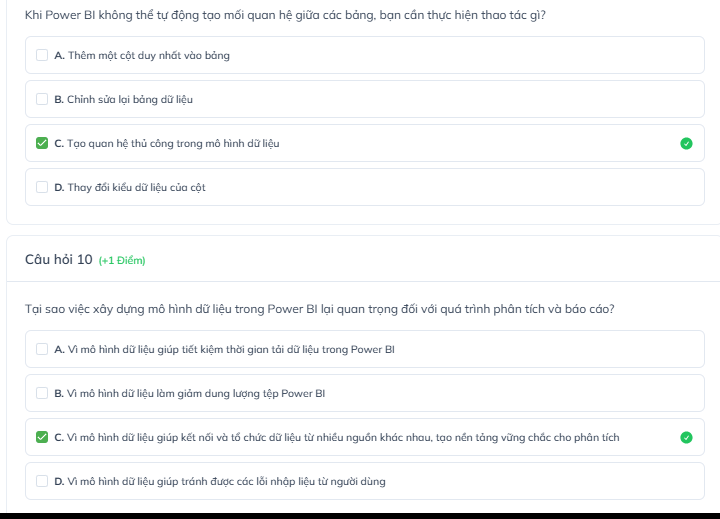 Khi Power BI không thể tự động tạo mối quan hệ giữa các bảng, bạn cần thực hiện thao tác gì?
A. Thêm một cột duy nhất vào bảng
B. Chỉnh sửa lại bảng dữ liệu
C. Tạo quan hệ thủ công trong mô hình dữ liệu
D. Thay đổi kiểu dữ liệu của cột
Câu hỏi 10 (+1 Điểm)
Tại sao việc xây dựng mô hình dữ liệu trong Power BI lại quan trọng đối với quá trình phân tích và báo cáo?
A. Vì mô hình dữ liệu giúp tiết kiệm thời gian tải dữ liệu trong Power BI
B. Vì mô hình dữ liệu làm giảm dung lượng tệp Power BI
C. Vì mô hình dữ liệu giúp kết nối và tổ chức dữ liệu từ nhiều nguồn khác nhau, tạo nền tảng vững chắc cho phân tích
D. Vì mô hình dữ liệu giúp tránh được các lỗi nhập liệu từ người dùng